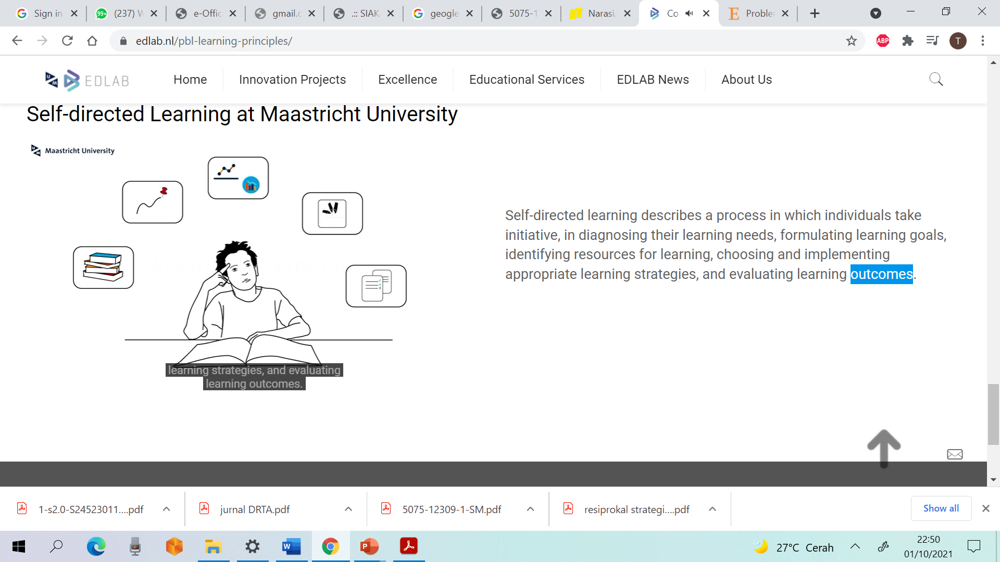 Sign in
99+
(237) W
e-Offic
gmail.c
.:: SIAK
geogle
5075-1
Narasi.
Co
Problem
edlab.nl/pbl-learning-principles/
ABP
T
UM
EDLAB
Home
Innovation Projects
Excellence
Educational Services
EDLAB News
About Us
Self-directed Learning at Maastricht University
Maastricht University
learning strategies, and evaluating
learning outcomes.
Self-directed learning describes a process in which individuals take
initiative, in diagnosing their learning needs, formulating learning goals,
identifying resources for learning, choosing and implementing
appropriate learning strategies, and evaluating learning outcomes.
1-s2.0-S24523011....pdf
jurnal DRTA.pdf
5075-12309-1-SM.pdf
resiprokal strategi....pdf
Show all
27°C Cerah
22:50
01/10/2021